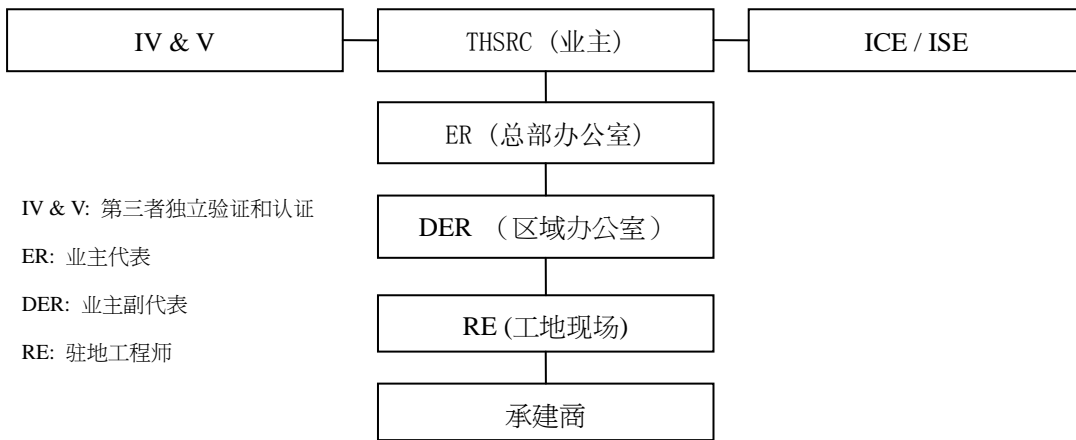 IV & V
THSRC (业主)
ICE / ISE
ER (总部办公室)
DER （区域办公室）
RE (工地现场)
承建商
IV & V: 第三者独立验证和认证
ER: 业主代表
DER: 业主副代表
RE: 驻地工程师